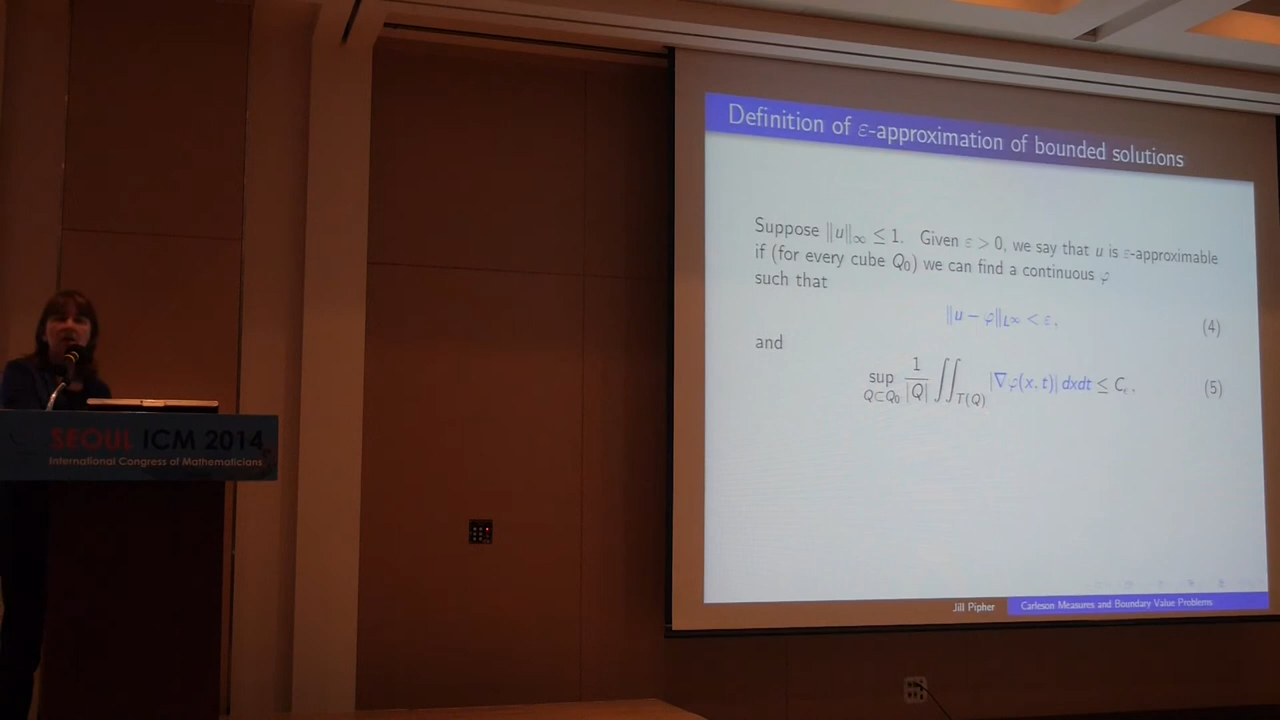 Definition of ε-approximation of bounded solutions
Suppose ‖u‖∞ ≤ 1. Given ε > 0, we say that u is ε-approximable
if (for every cube Q₀) we can find a continuous φ
such that
‖u − φ‖_{L^∞} < ε, (4)
and
sup_{Q⊂Q₀} 1/|Q| ∬_{T(Q)} |∇φ(x, t)| dxdt ≤ C_ε. (5)
Jill Pipher Carleson Measures and Boundary Value Problems
SEOUL ICM 2014
International Congress of Mathematicians